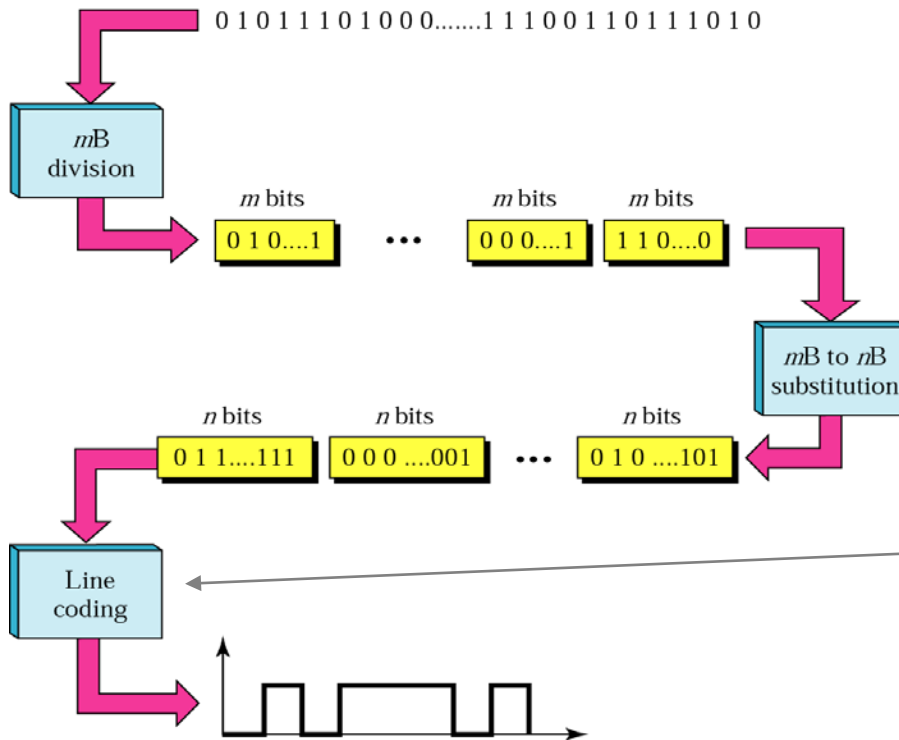 0 1 0 1 1 1 0 1 0 0 0.......1 1 1 0 0 1 1 0 1 1 1 0 1 0
mB
division
m bits m bits m bits
0 1 0....1 ... 0 0 0....1 1 1 0....0
mB to nB
substitution
n bits n bits n bits
0 1 1....111 0 0 0 ....001 ... 0 1 0 ....101
Line
coding